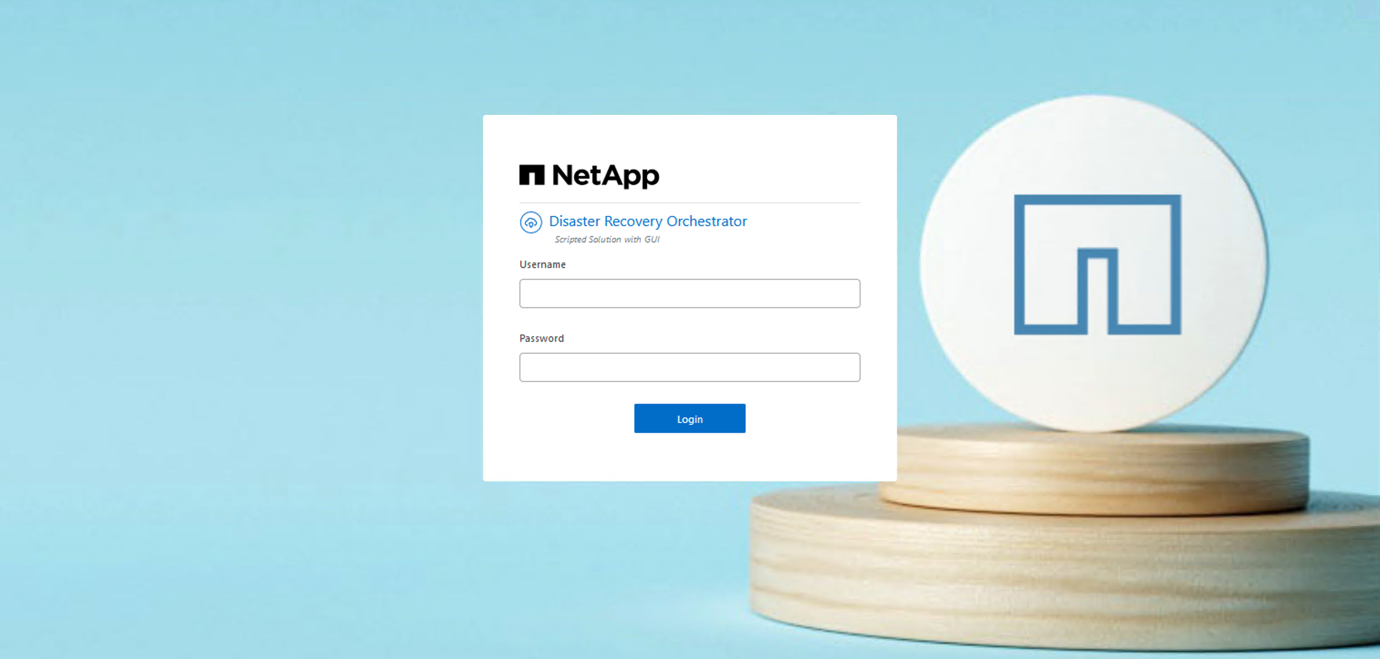 NetApp
Disaster Recovery Orchestrator
Scripted Solution with GUI
Username
Password
Login